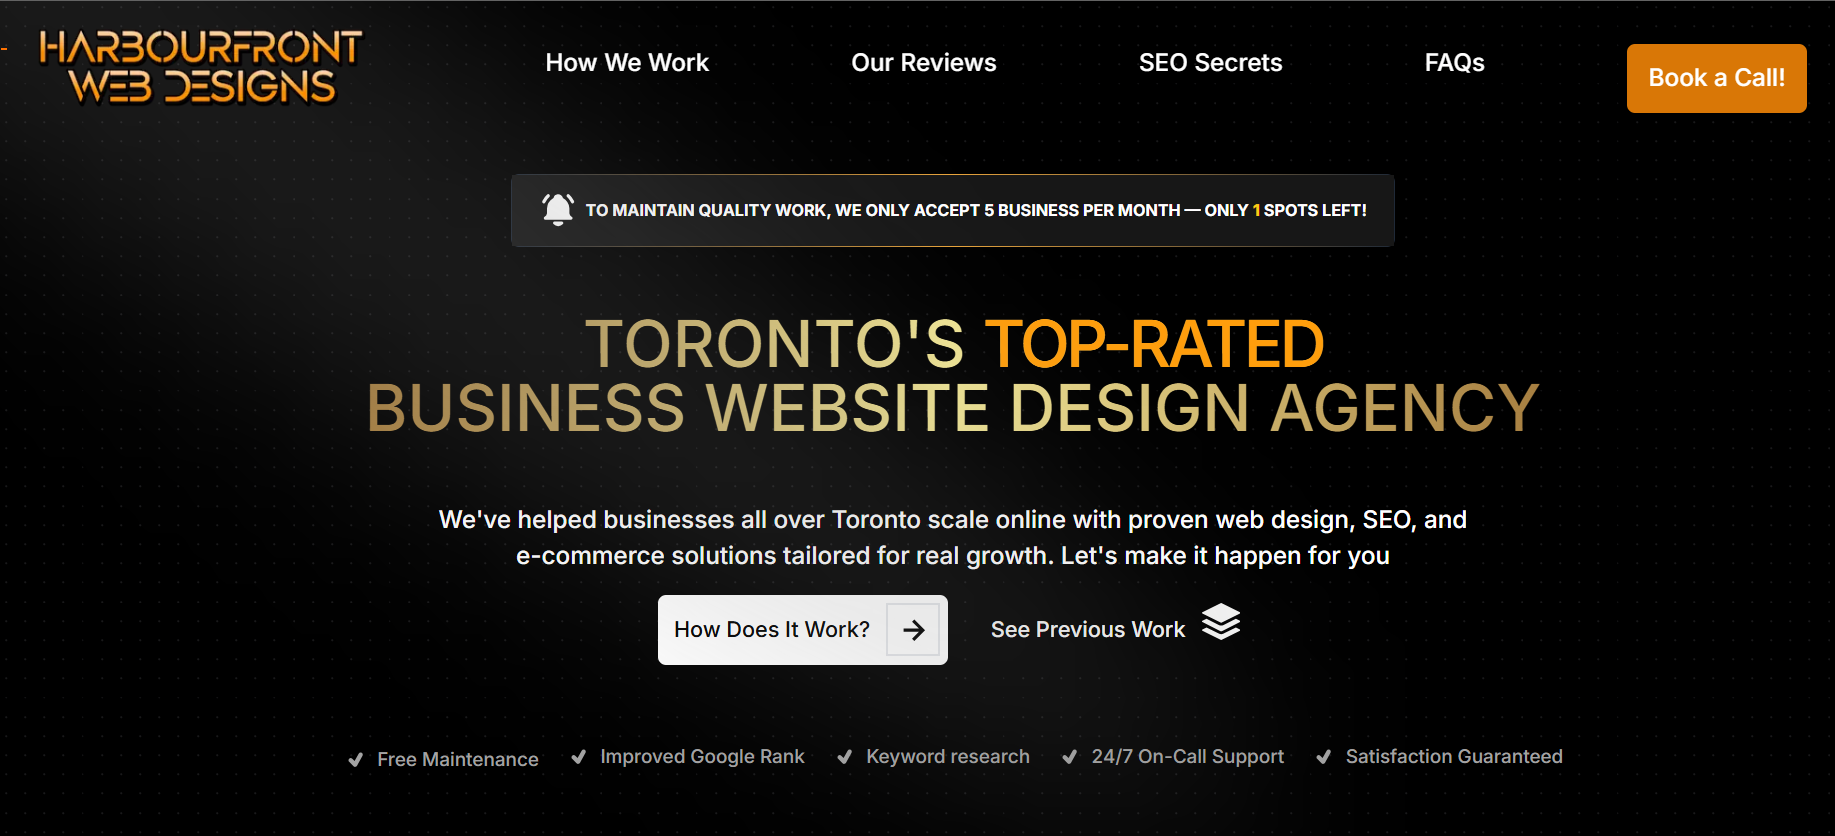 HARBOURFRONT
WEB DESIGNS
How We Work
Our Reviews
SEO Secrets
FAQs
Book a Call!
TO MAINTAIN QUALITY WORK, WE ONLY ACCEPT 5 BUSINESS PER MONTH — ONLY 1 SPOTS LEFT!
TORONTO'S TOP-RATED
BUSINESS WEBSITE DESIGN AGENCY
We've helped businesses all over Toronto scale online with proven web design, SEO, and
e-commerce solutions tailored for real growth. Let's make it happen for you
How Does It Work?
See Previous Work
Free Maintenance
Improved Google Rank
Keyword research
24/7 On-Call Support
Satisfaction Guaranteed